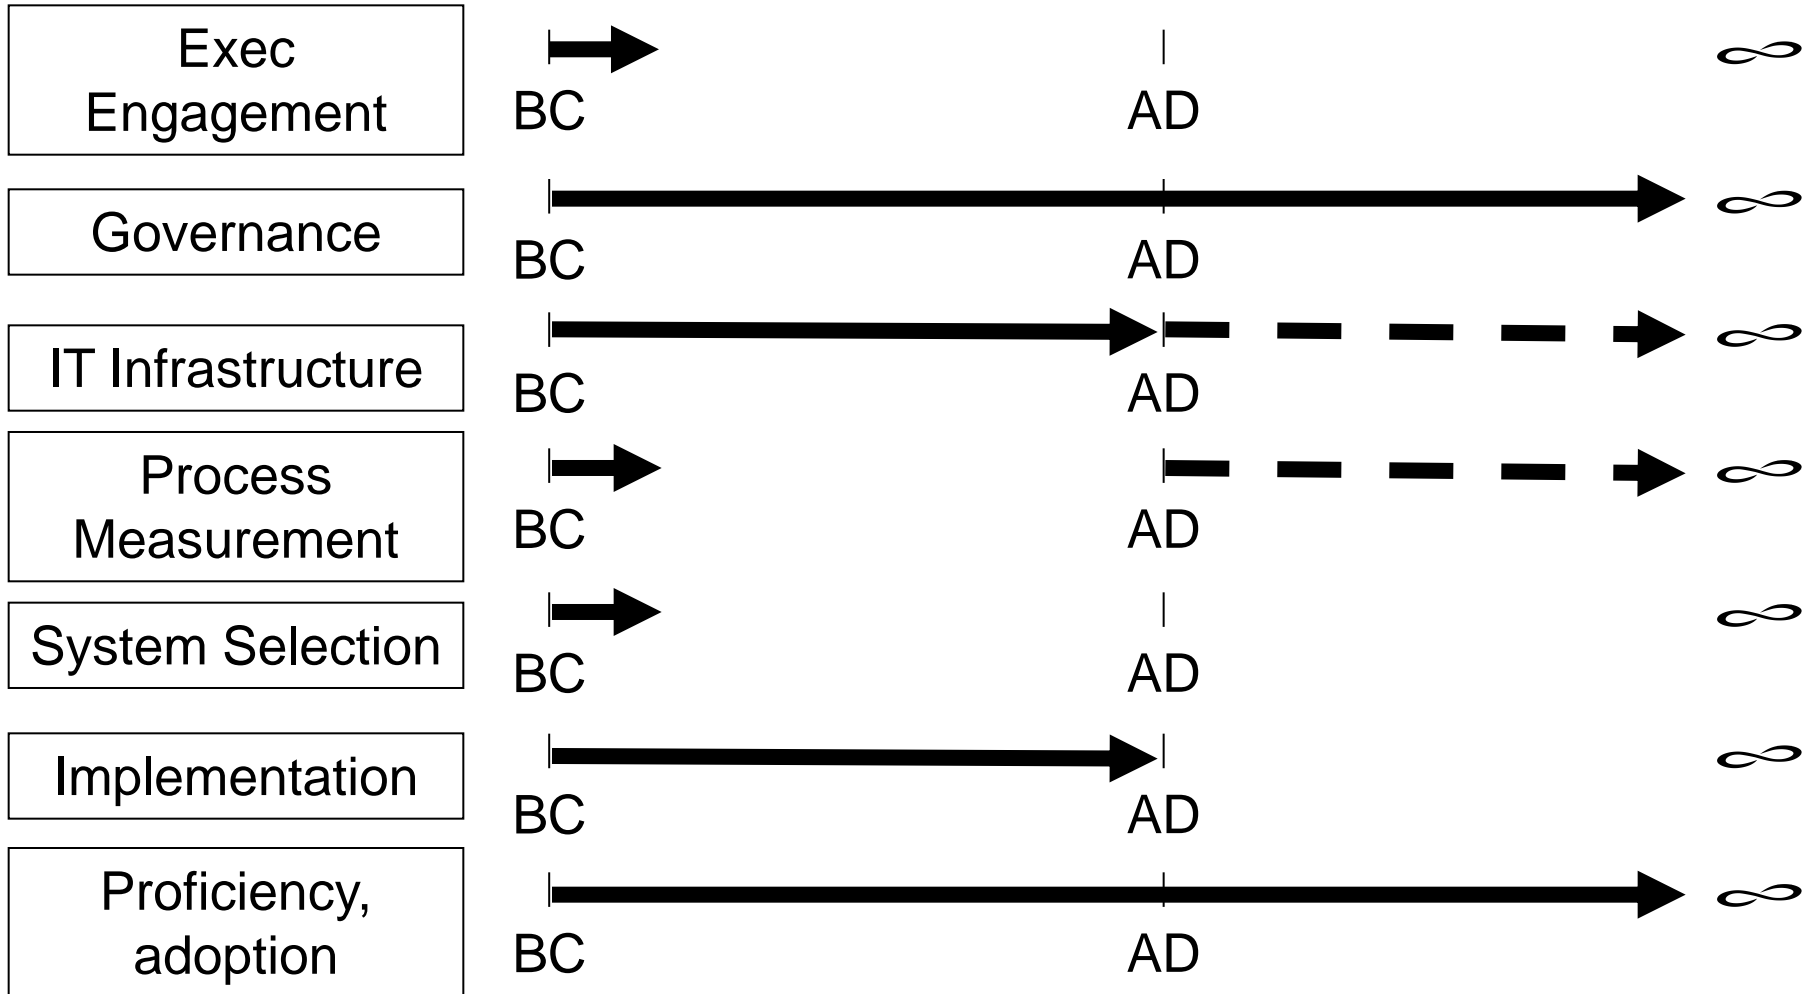 Exec
Engagement
BC AD ∞
Governance
BC AD ∞
IT Infrastructure
BC AD ∞
Process
Measurement
BC AD ∞
System Selection
BC AD ∞
Implementation
BC AD ∞
Proficiency,
adoption
BC AD ∞